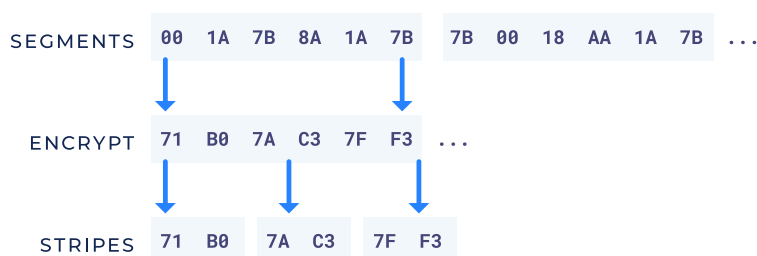 SEGMENTS 00 1A 7B 8A 1A 7B 7B 00 18 AA 1A 7B ...
ENCRYPT 71 B0 7A C3 7F F3 ...
STRIPES 71 B0 7A C3 7F F3